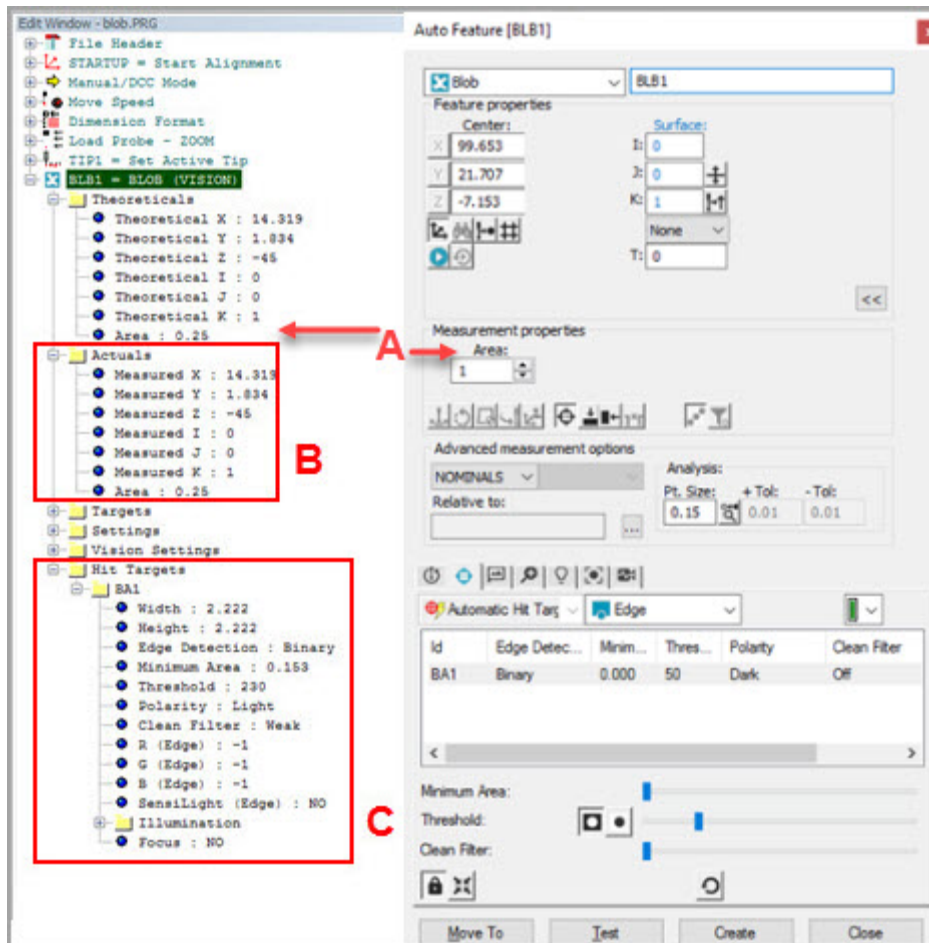 Edit Window - blob.PRG
File Header
STARTUP = Start Alignment
Manual/DCC Mode
Move Speed
Dimension Format
Load Probe - ZOOM
TIP1 = Set Active Tip
BLB1 = BLOB (VISION)
Theoreticals
Theoretical X : 14.319
Theoretical Y : 1.834
Theoretical Z : -45
Theoretical I : 0
Theoretical J : 0
Theoretical K : 1
Area : 0.25
Actuals
Measured X : 14.319
Measured Y : 1.834
Measured Z : -45
Measured I : 0
Measured J : 0
Measured K : 1
Area : 0.25
B
Targets
Settings
Vision Settings
Hit Targets
BA1
Width : 2.222
Height : 2.222
Edge Detection : Binary
Minimum Area : 0.153
Threshold : 230
Polarity : Light
Clean Filter : Weak
R (Edge) : -1
G (Edge) : -1
B (Edge) : -1
SensiLight (Edge) : NO
Illumination
Focus : NO
C
A
Auto Feature [BLB1]
Blob BLB1
Feature properties
Center: Surface:
X 99.653 I: 0
Y 21.707 J: 0
Z -7.153 K: 1
None
T: 0
<<
Measurement properties
Area:
1
Advanced measurement options
NOMINALS Analysis:
Relative to: Pt. Size: + Tol: - Tol:
0.15 0.01 0.01
...
Automatic Hit Targ Edge
Id Edge Detec... Minim... Thres... Polarity Clean Filter
BA1 Binary 0.000 50 Dark Off
Minimum Area:
Threshold:
Clean Filter:
Move To Test Create Close